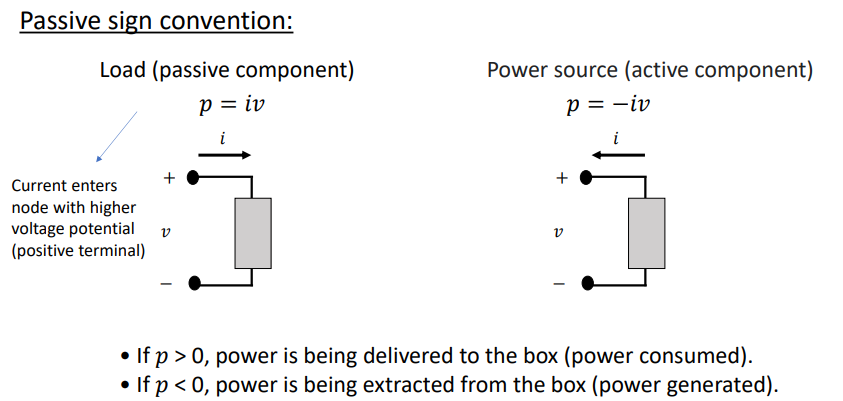 Passive sign convention:
Load (passive component)
p = iv
i
Current enters
node with higher
voltage potential
(positive terminal)
+
v
−
Power source (active component)
p = −iv
i
+
v
−
• If p > 0, power is being delivered to the box (power consumed).
• If p < 0, power is being extracted from the box (power generated).